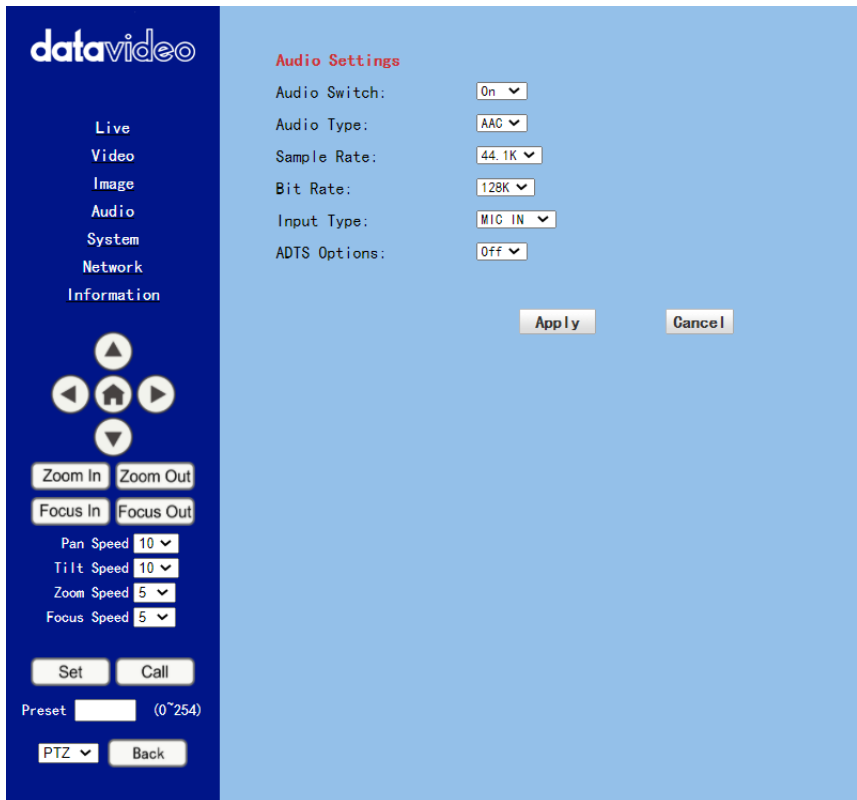 datavideo
Live
Video
Image
Audio
System
Network
Information
Zoom In Zoom Out
Focus In Focus Out
Pan Speed 10
Tilt Speed 10
Zoom Speed 5
Focus Speed 5
Set Call
Preset (0~254)
PTZ Back
Audio Settings
Audio Switch: On
Audio Type: AAC
Sample Rate: 44.1K
Bit Rate: 128K
Input Type: MIC IN
ADTS Options: Off
Apply Cancel